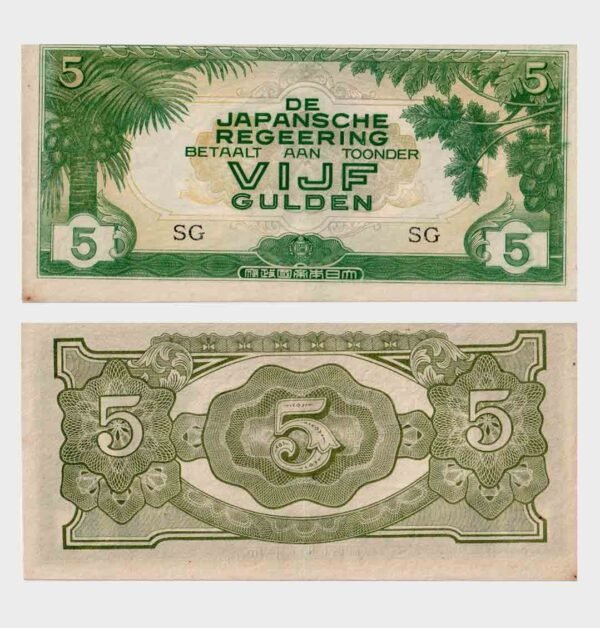 5 5
DE
JAPANSCHE
REGEERING
BETAALT AAN TOONDER
VIJF
GULDEN
SG SG
5 5
府政國帝本日大
5 5 5